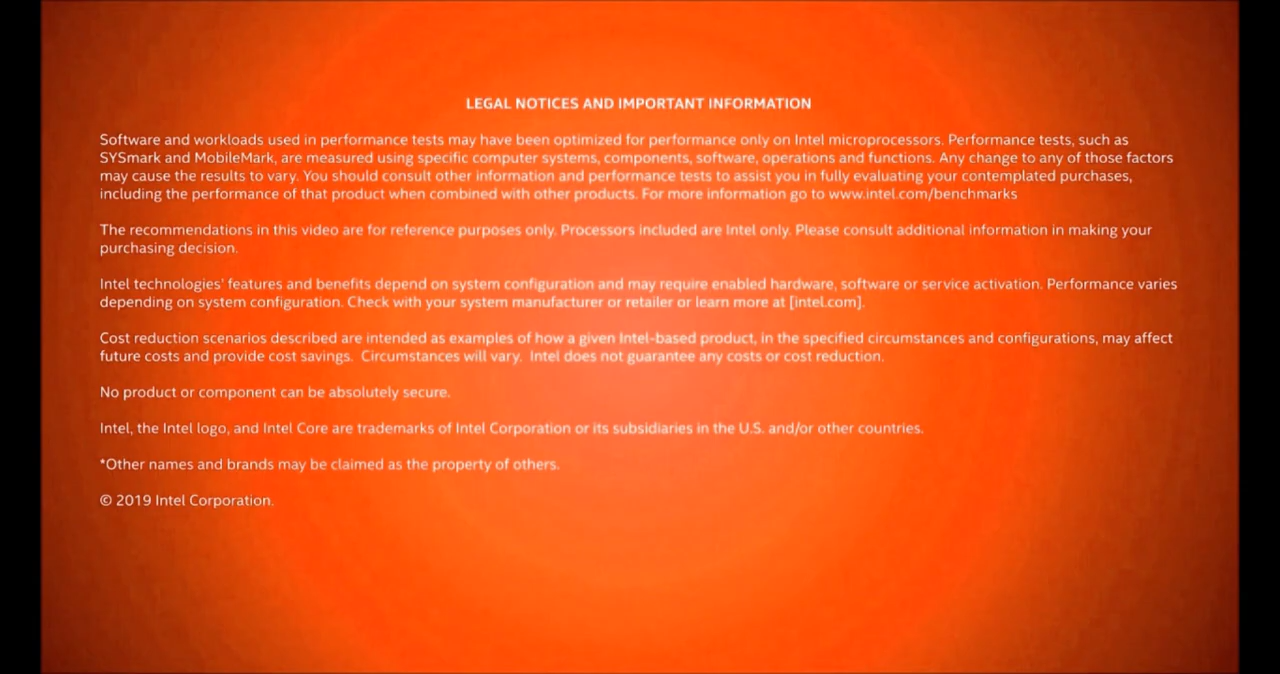 LEGAL NOTICES AND IMPORTANT INFORMATION
Software and workloads used in performance tests may have been optimized for performance only on Intel microprocessors. Performance tests, such as
SYSmark and MobileMark, are measured using specific computer systems, components, software, operations and functions. Any change to any of those factors
may cause the results to vary. You should consult other information and performance tests to assist you in fully evaluating your contemplated purchases,
including the performance of that product when combined with other products. For more information go to www.intel.com/benchmarks
The recommendations in this video are for reference purposes only. Processors included are Intel only. Please consult additional information in making your
purchasing decision.
Intel technologies' features and benefits depend on system configuration and may require enabled hardware, software or service activation. Performance varies
depending on system configuration. Check with your system manufacturer or retailer or learn more at [intel.com].
Cost reduction scenarios described are intended as examples of how a given Intel-based product, in the specified circumstances and configurations, may affect
future costs and provide cost savings.  Circumstances will vary.  Intel does not guarantee any costs or cost reduction.
No product or component can be absolutely secure.
Intel, the Intel logo, and Intel Core are trademarks of Intel Corporation or its subsidiaries in the U.S. and/or other countries.
*Other names and brands may be claimed as the property of others.
© 2019 Intel Corporation.